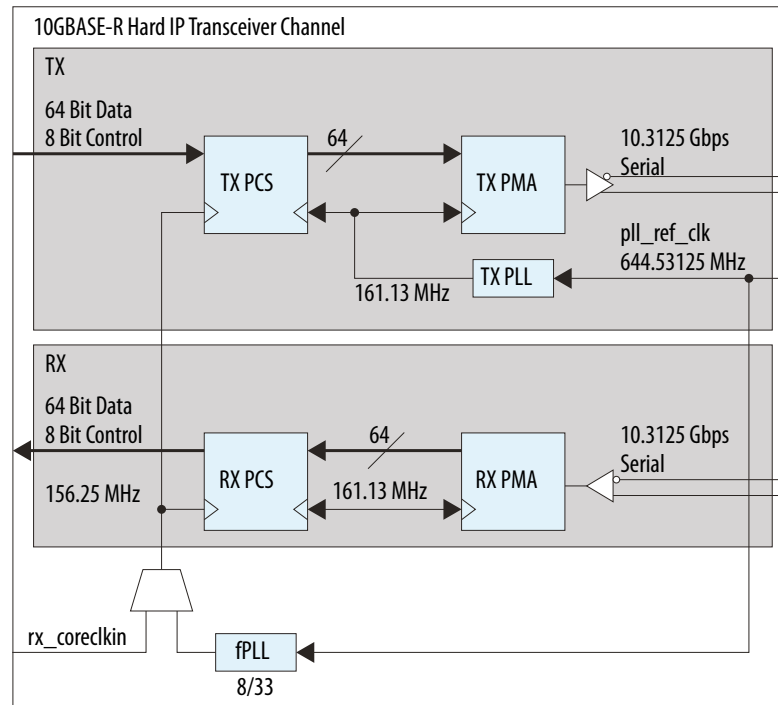 10GBASE-R Hard IP Transceiver Channel
TX
64 Bit Data
8 Bit Control
TX PCS
64
TX PMA
10.3125 Gbps
Serial
pll_ref_clk
644.53125 MHz
161.13 MHz
TX PLL
RX
64 Bit Data
8 Bit Control
156.25 MHz
RX PCS
64
161.13 MHz
RX PMA
10.3125 Gbps
Serial
rx_coreclkin
fPLL
8/33